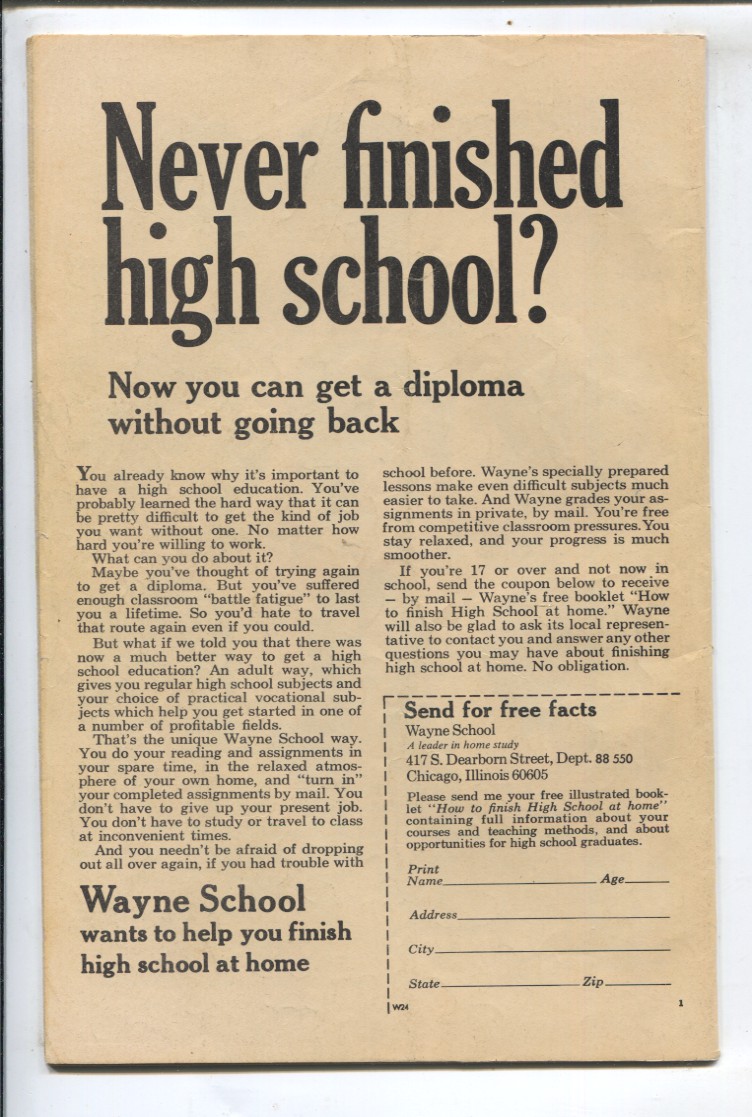 Never finished
high school?
Now you can get a diploma
without going back
You already know why it's important to
have a high school education. You've
probably learned the hard way that it can
be pretty difficult to get the kind of job
you want without one. No matter how
hard you're willing to work.
What can you do about it?
Maybe you've thought of trying again
to get a diploma. But you've suffered
enough classroom "battle fatigue" to last
you a lifetime. So you'd hate to travel
that route again even if you could.
But what if we told you that there was
now a much better way to get a high
school education? An adult way, which
gives you regular high school subjects and
your choice of practical vocational sub-
jects which help you get started in one of
a number of profitable fields.
That's the unique Wayne School way.
You do your reading and assignments in
your spare time, in the relaxed atmos-
phere of your own home, and "turn in"
your completed assignments by mail. You
don't have to give up your present job.
You don't have to study or travel to class
at inconvenient times.
And you needn't be afraid of dropping
out all over again, if you had trouble with
school before. Wayne's specially prepared
lessons make even difficult subjects much
easier to take. And Wayne grades your as-
signments in private, by mail. You're free
from competitive classroom pressures. You
stay relaxed, and your progress is much
smoother.
If you're 17 or over and not now in
school, send the coupon below to receive
— by mail — Wayne's free booklet "How
to finish High School at home." Wayne
will also be glad to ask its local represen-
tative to contact you and answer any other
questions you may have about finishing
high school at home. No obligation.
Wayne School
wants to help you finish
high school at home
Send for free facts
Wayne School
A leader in home study
417 S. Dearborn Street, Dept. 88 550
Chicago, Illinois 60605
Please send me your free illustrated book-
let "How to finish High School at home"
containing full information about your
courses and teaching methods, and about
opportunities for high school graduates.
Print
Name Age
Address
City
State Zip
W24 1